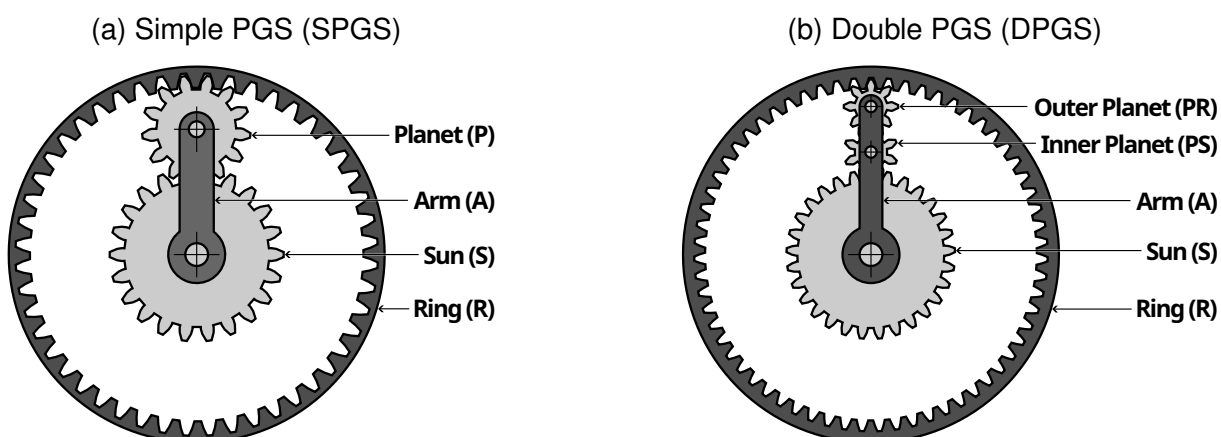 (a) Simple PGS (SPGS)
Planet (P)
Arm (A)
Sun (S)
Ring (R)
(b) Double PGS (DPGS)
Outer Planet (PR)
Inner Planet (PS)
Arm (A)
Sun (S)
Ring (R)